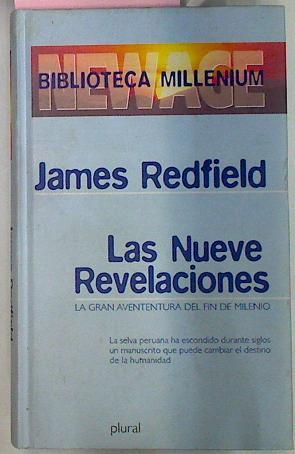 NEW AGE
BIBLIOTECA MILLENIUM
James Redfield
Las Nueve
Revelaciones
LA GRAN AVENTENTURA DEL FIN DE MILENIO
La selva peruana ha escondido durante siglos
un manuscrito que puede cambiar el destino
de la humanidad
plural